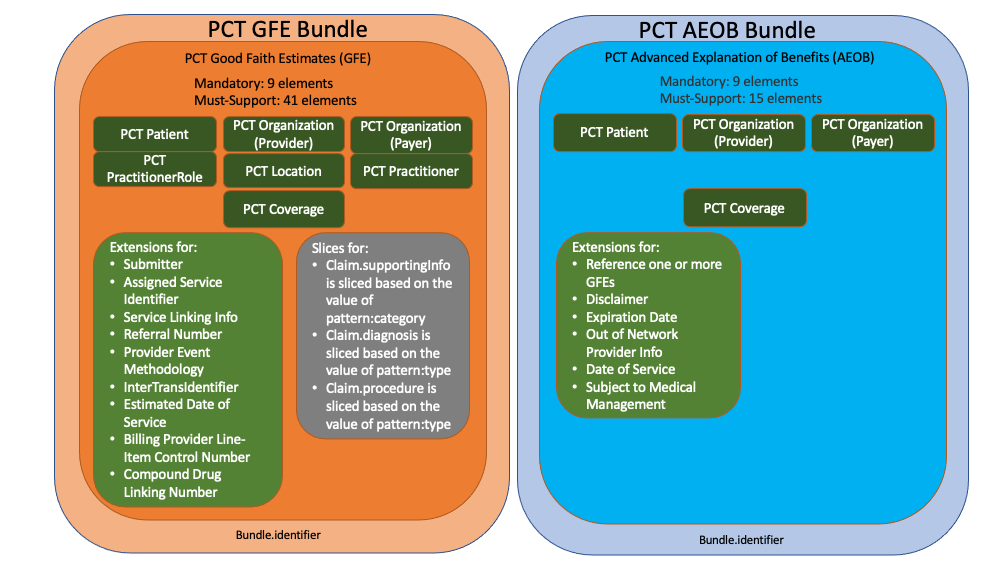 PCT GFE Bundle
PCT Good Faith Estimates (GFE)
Mandatory: 9 elements
Must-Support: 41 elements
PCT Patient
PCT Organization
(Provider)
PCT Organization
(Payer)
PCT
PractitionerRole
PCT Location
PCT Practitioner
PCT Coverage
Extensions for:
• Submitter
• Assigned Service
Identifier
• Service Linking Info
• Referral Number
• Provider Event
Methodology
• InterTransIdentifier
• Estimated Date of
Service
• Billing Provider Line-
Item Control Number
• Compound Drug
Linking Number
Slices for:
• Claim.supportingInfo
is sliced based on the
value of
pattern:category
• Claim.diagnosis is
sliced based on the
value of pattern:type
• Claim.procedure is
sliced based on the
value of pattern:type
Bundle.identifier
PCT AEOB Bundle
PCT Advanced Explanation of Benefits (AEOB)
Mandatory: 9 elements
Must-Support: 15 elements
PCT Patient
PCT Organization
(Provider)
PCT Organization
(Payer)
PCT Coverage
Extensions for:
• Reference one or more
GFEs
• Disclaimer
• Expiration Date
• Out of Network
Provider Info
• Date of Service
• Subject to Medical
Management
Bundle.identifier